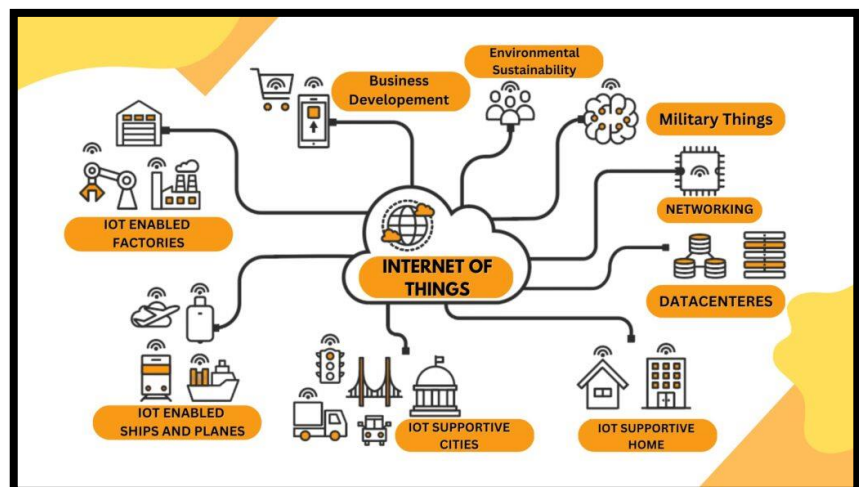 Environmental
Sustainability
Business
Developement
Military Things
NETWORKING
IOT ENABLED
FACTORIES
INTERNET OF
THINGS
DATACENTERES
IOT ENABLED
SHIPS AND PLANES
IOT SUPPORTIVE
CITIES
IOT SUPPORTIVE
HOME